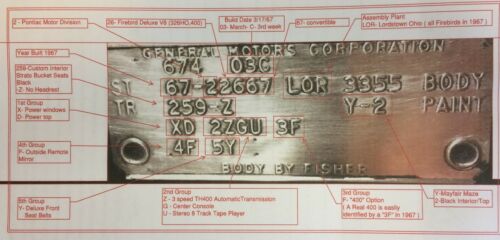 Z - Pontiac Motor Division
26- Firebird Deluxe V8 (326HO,400)
Build Date 3/17/67
03- March- C- 3rd week
67- convertible
Assembly Plant
LOR- Lordstown Ohio ( all Firebirds in 1967 )
Year Built 1967
259-Custom Interior
Strato Bucket Seats
Black
-Z- No Headrest
1st Group
X- Power windows
D- Power top
4th Group
P- Outside Remote
Mirror
5th Group
Y- Deluxe Front
Seat Belts
GENERAL MOTORS CORPORATION
674 03C
ST 67-22667 LOR 3355 BODY
TR 259-Z Y-2 PAINT
XD 2ZGU 3F
4F 5Y
BODY BY FISHER
2nd Group
Z - 3 speed TH400 AutomaticTransmission
G - Center Console
U - Stereo 8 Track Tape Player
3rd Group
F- "400" Option
( A Real 400 is easily
identified by a "3F" in 1967 )
Y-Mayfair Maize
2-Black Interior/Top